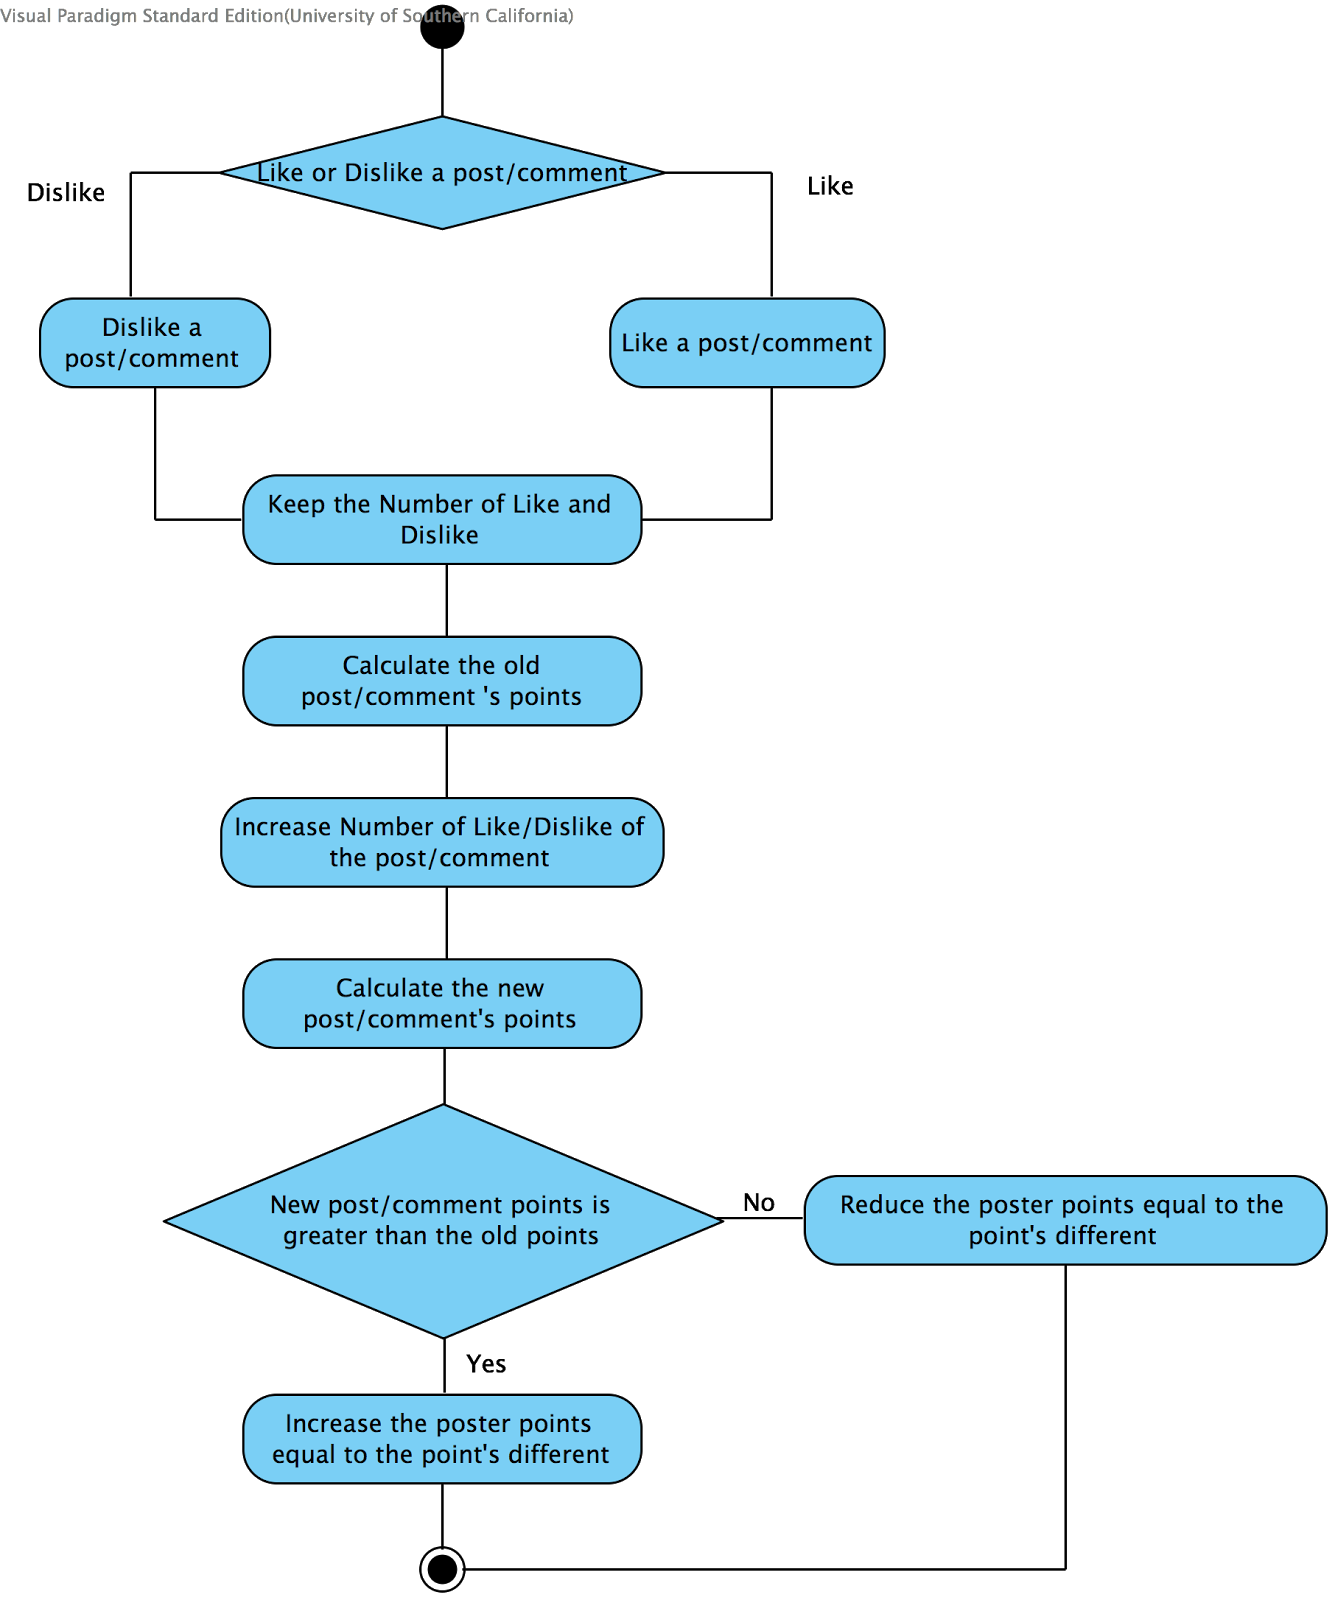 Visual Paradigm Standard Edition(University of Southern California)
Like or Dislike a post/comment
Dislike
Like
Dislike a
post/comment
Like a post/comment
Keep the Number of Like and
Dislike
Calculate the old
post/comment 's points
Increase Number of Like/Dislike of
the post/comment
Calculate the new
post/comment's points
New post/comment points is
greater than the old points
No
Reduce the poster points equal to the
point's different
Yes
Increase the poster points
equal to the point's different